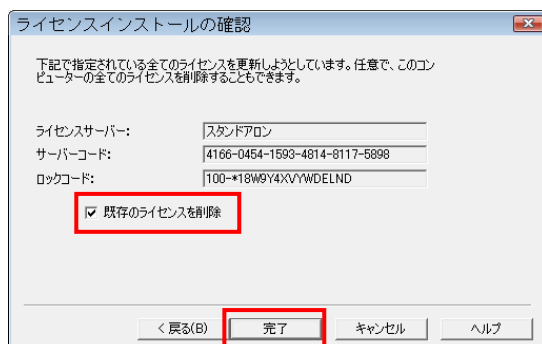 ライセンスインストールの確認
下記で指定されている全てのライセンスを更新しようとしています。任意で、このコン
ピューターの全てのライセンスを削除することもできます。
ライセンスサーバー: スタンドアロン
サーバーコード: 4166-0454-1593-4814-8117-5898
ロックコード: 100-*18W9Y4XVYWDELND
既存のライセンスを削除
< 戻る(B) 完了 キャンセル ヘルプ